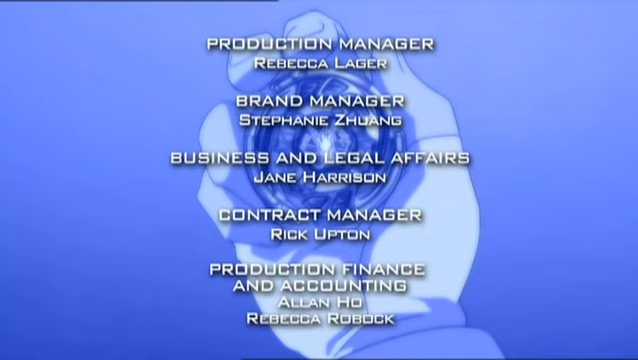 PRODUCTION MANAGER
REBECCA LAGER
BRAND MANAGER
STEPHANIE ZHUANG
BUSINESS AND LEGAL AFFAIRS
JANE HARRISON
CONTRACT MANAGER
RICK UPTON
PRODUCTION FINANCE
AND ACCOUNTING
ALLAN HO
REBECCA ROBOCK